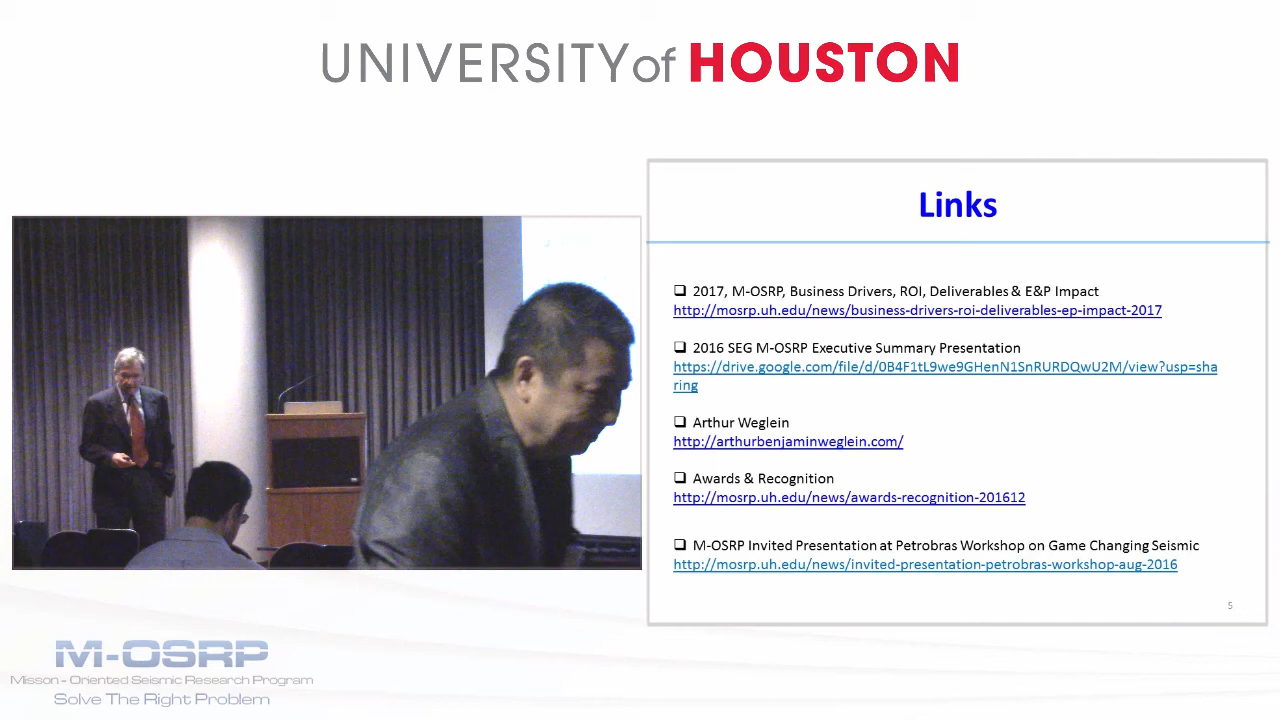 UNIVERSITY of HOUSTON
Links
2017, M-OSRP, Business Drivers, ROI, Deliverables & E&P Impact
http://mosrp.uh.edu/news/business-drivers-roi-deliverables-ep-impact-2017
2016 SEG M-OSRP Executive Summary Presentation
https://drive.google.com/file/d/0B4F1tL9we9GHenN1SnRURDQwU2M/view?usp=sha
ring
Arthur Weglein
http://arthurbenjaminweglein.com/
Awards & Recognition
http://mosrp.uh.edu/news/awards-recognition-201612
M-OSRP Invited Presentation at Petrobras Workshop on Game Changing Seismic
http://mosrp.uh.edu/news/invited-presentation-petrobras-workshop-aug-2016
5
M-OSRP
Misson - Oriented Seismic Research Program
Solve The Right Problem